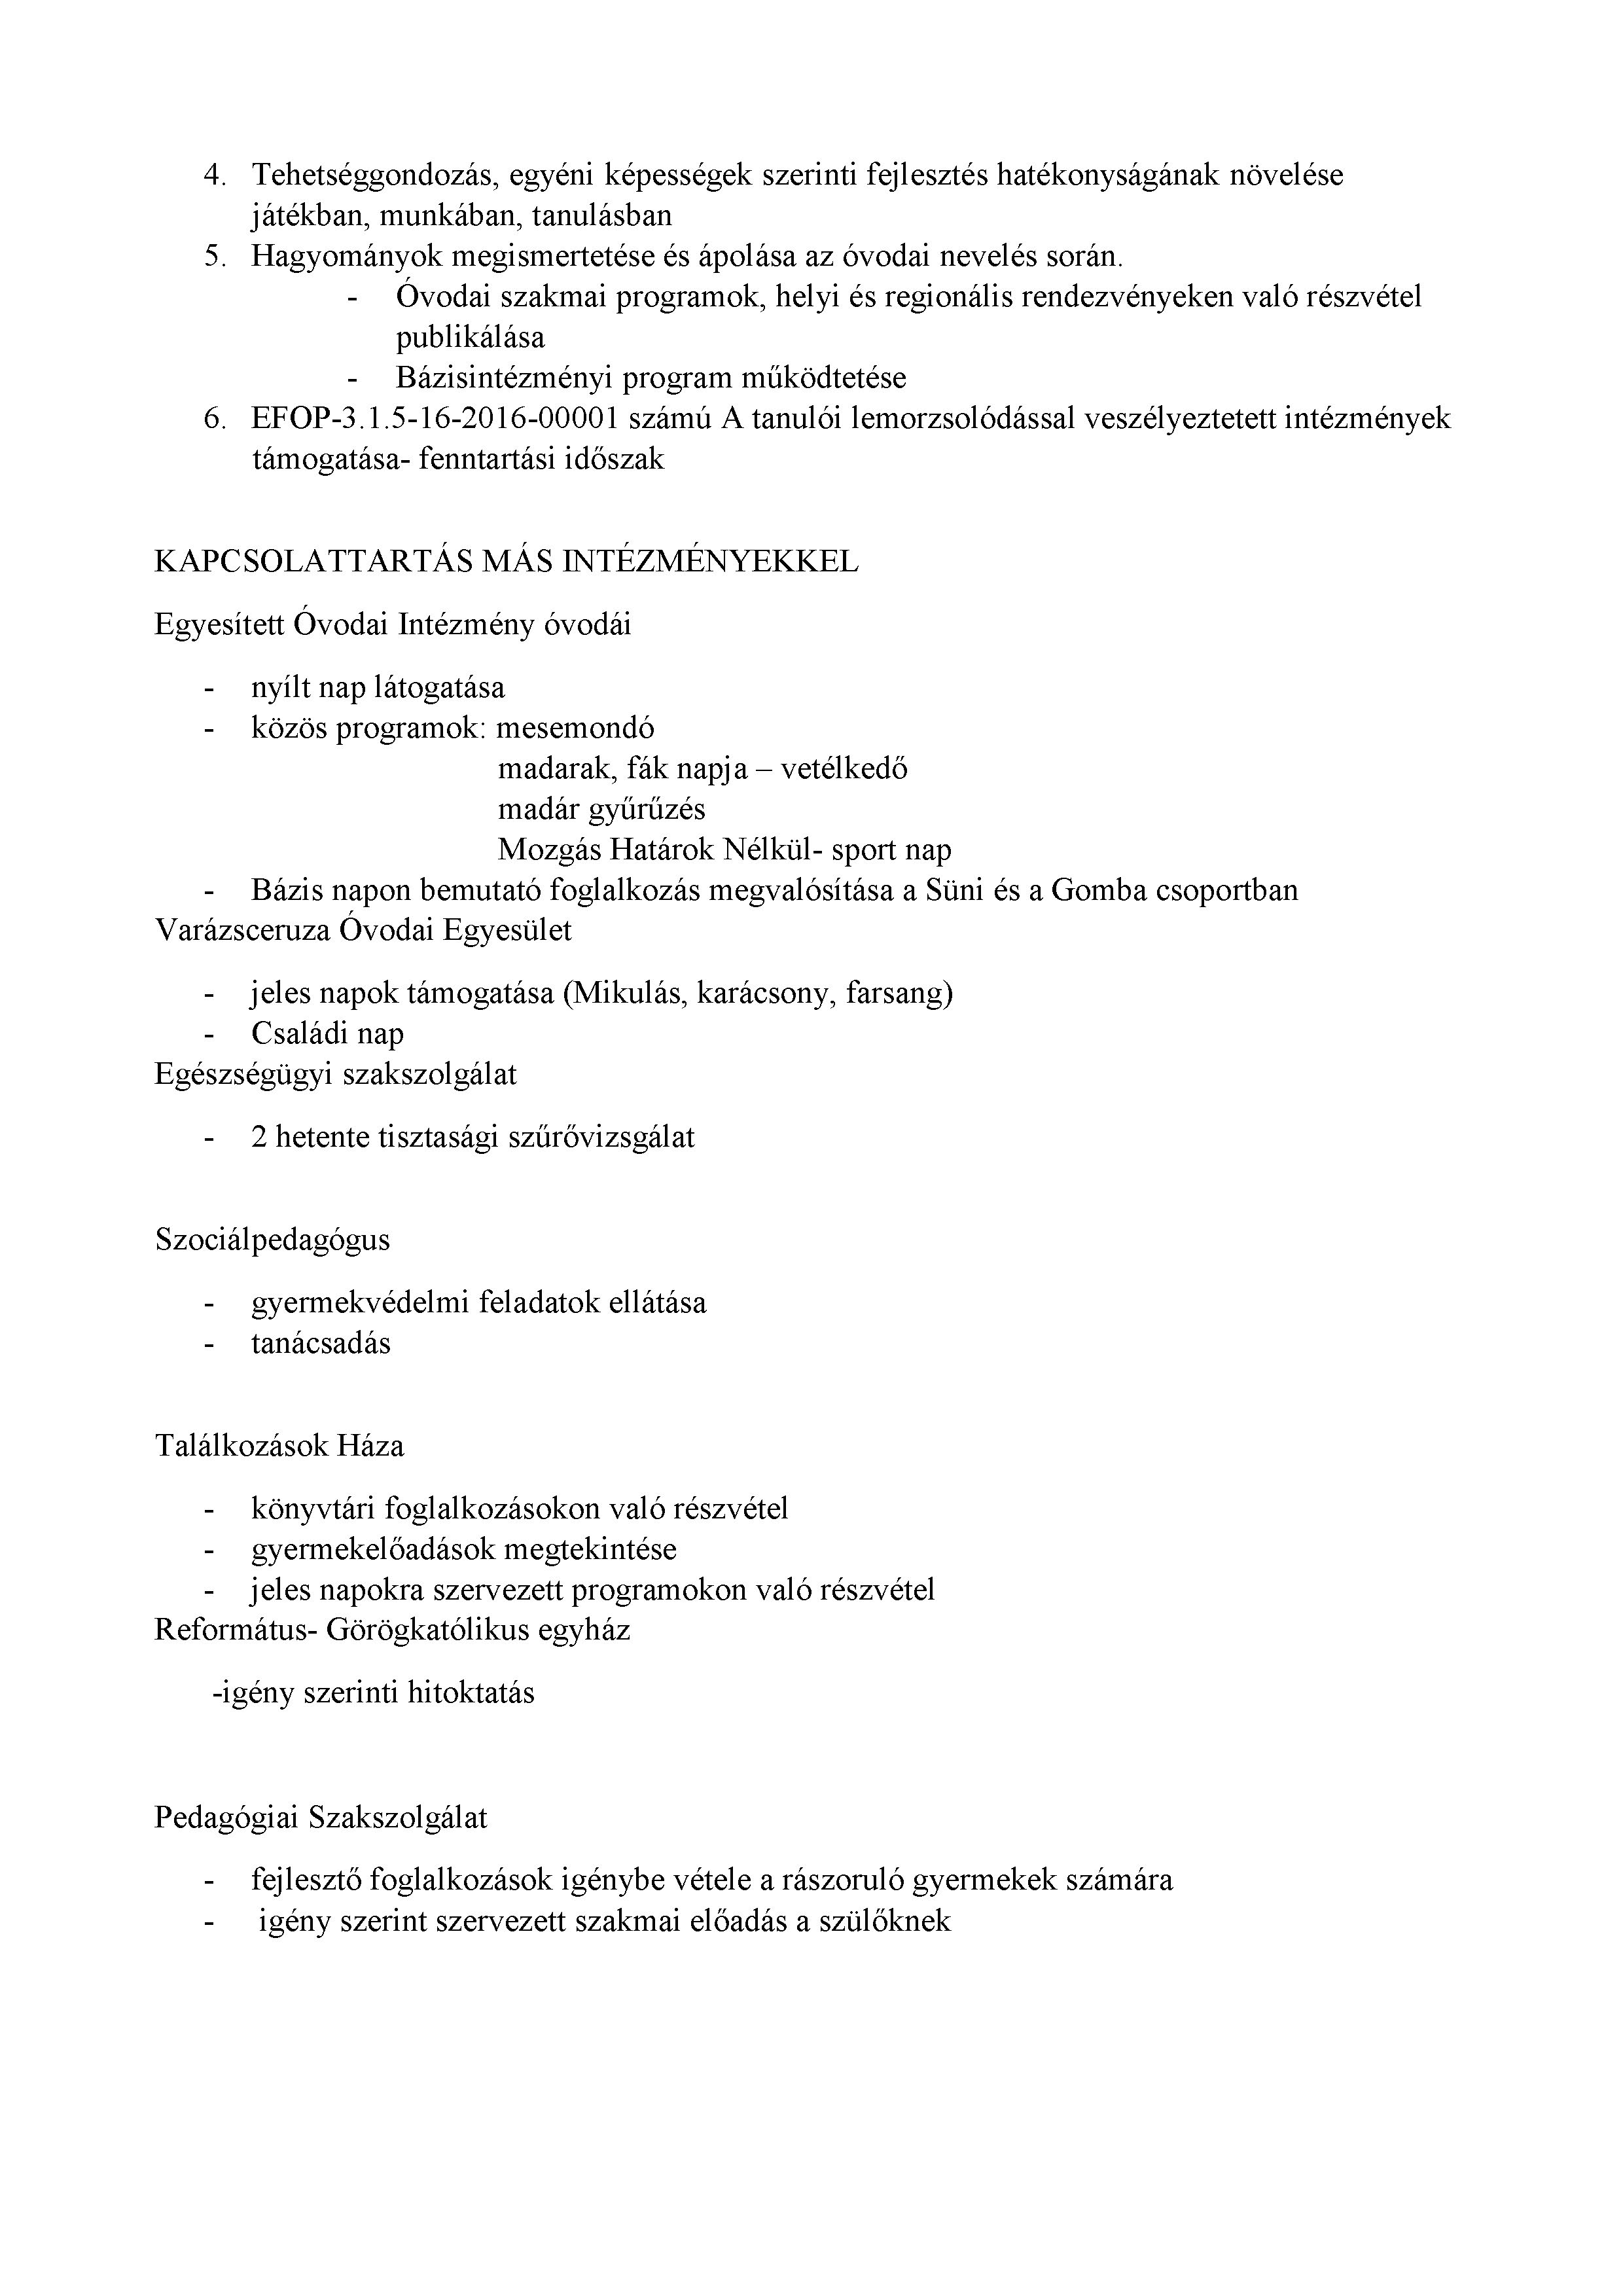 4. Tehetséggondozás, egyéni képességek szerinti fejlesztés hatékonyságának növelése
játékban, munkában, tanulásban
5. Hagyományok megismertetése és ápolása az óvodai nevelés során.
- Óvodai szakmai programok, helyi és regionális rendezvényeken való részvétel
publikálása
- Bázisintézményi program működtetése
6. EFOP-3.1.5-16-2016-00001 számú A tanulói lemorzsolódással veszélyeztetett intézmények
támogatása- fenntartási időszak
KAPCSOLATTARTÁS MÁS INTÉZMÉNYEKKEL
Egyesített Óvodai Intézmény óvodái
- nyílt nap látogatása
- közös programok: mesemondó
madarak, fák napja – vetélkedő
madár gyűrűzés
Mozgás Határok Nélkül- sport nap
- Bázis napon bemutató foglalkozás megvalósítása a Süni és a Gomba csoportban
Varázsceruza Óvodai Egyesület
- jeles napok támogatása (Mikulás, karácsony, farsang)
- Családi nap
Egészségügyi szakszolgálat
- 2 hetente tisztasági szűrővizsgálat
Szociálpedagógus
- gyermekvédelmi feladatok ellátása
- tanácsadás
Találkozások Háza
- könyvtári foglalkozásokon való részvétel
- gyermekelőadások megtekintése
- jeles napokra szervezett programokon való részvétel
Református- Görögkatólikus egyház
-igény szerinti hitoktatás
Pedagógiai Szakszolgálat
- fejlesztő foglalkozások igénybe vétele a rászoruló gyermekek számára
- igény szerint szervezett szakmai előadás a szülőknek